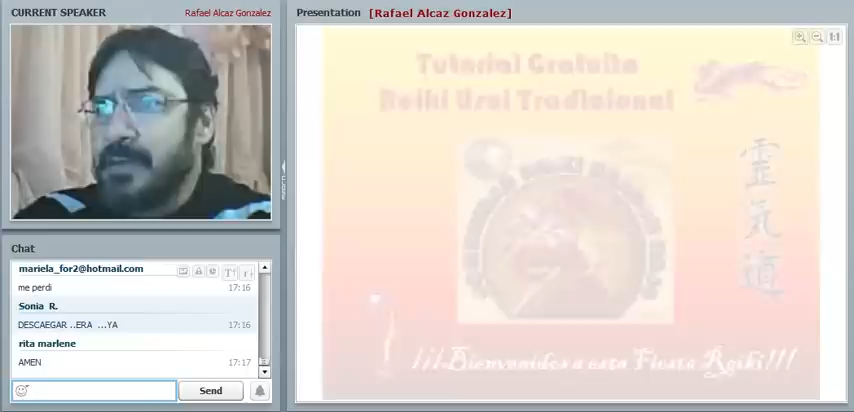 CURRENT SPEAKER
Rafael Alcaz Gonzalez
Presentation [Rafael Alcaz Gonzalez]
1:1
Tutorial Gratuito
Reiki Usui Tradicional
靈
氣
道
¡¡¡Bienvenidos a esta Fiesta Reiki!!!
Chat
mariela_for2@hotmail.com
me perdi 17:16
Sonia R.
DESCAEGAR ..ERA ...YA 17:16
rita marlene
AMEN 17:17
Send